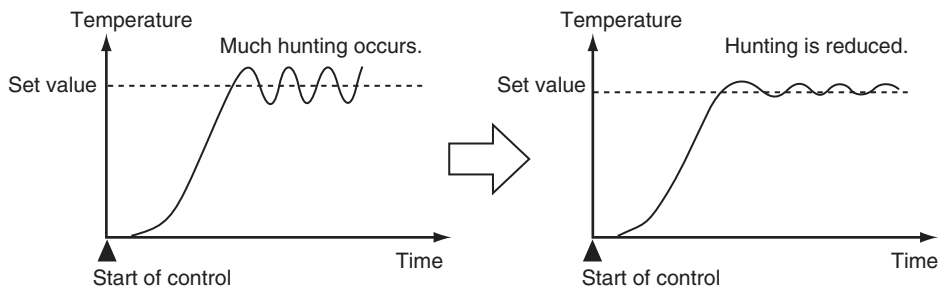 Temperature
Much hunting occurs.
Set value
Time
Start of control
Temperature
Hunting is reduced.
Set value
Time
Start of control